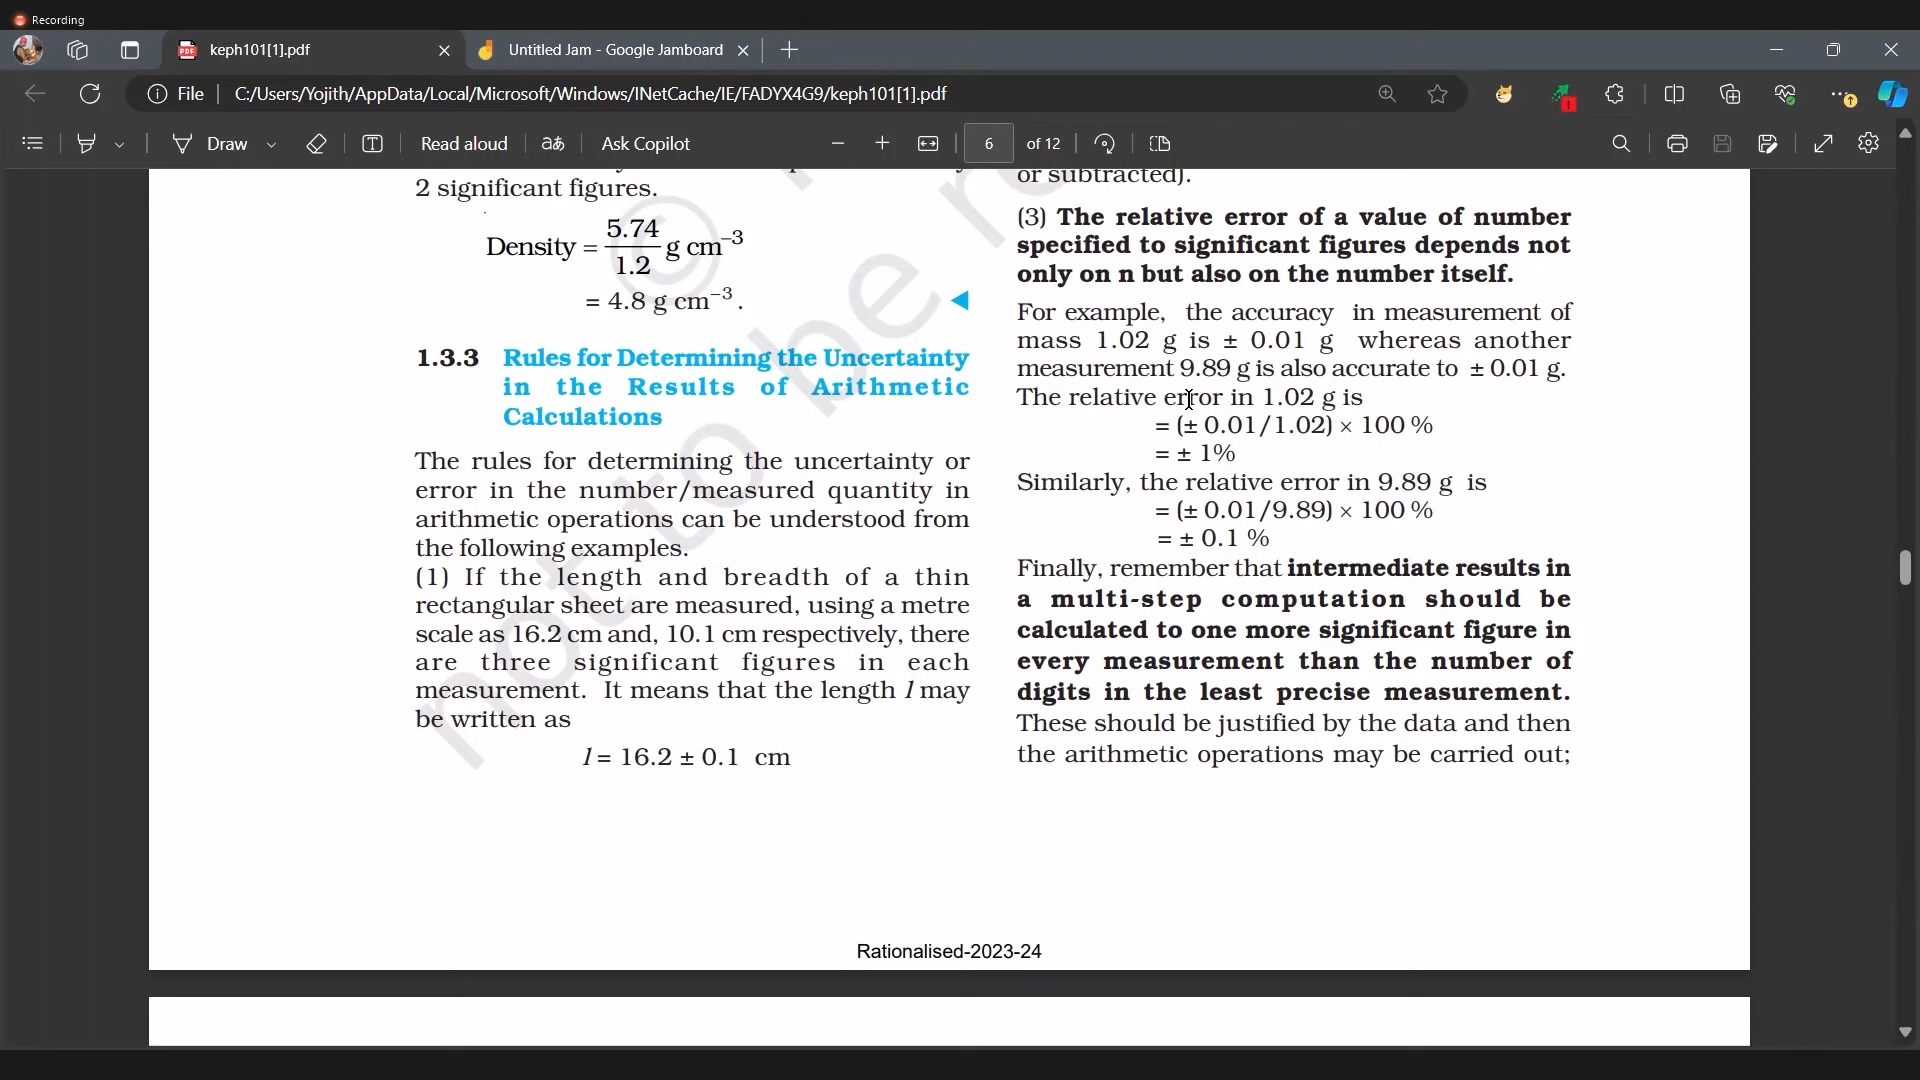 Recording
keph101[1].pdf
Untitled Jam - Google Jamboard
File
C:/Users/Yojith/AppData/Local/Microsoft/Windows/INetCache/IE/FADYX4G9/keph101[1].pdf
Draw
Read aloud
aあ
Ask Copilot
6 of 12
2 significant figures.
Density = 5.74/1.2 g cm⁻³
= 4.8 g cm⁻³ .
1.3.3 Rules for Determining the Uncertainty
in the Results of Arithmetic
Calculations
The rules for determining the uncertainty or
error in the number/measured quantity in
arithmetic operations can be understood from
the following examples.
(1) If the length and breadth of a thin
rectangular sheet are measured, using a metre
scale as 16.2 cm and, 10.1 cm respectively, there
are three significant figures in each
measurement. It means that the length l may
be written as
l = 16.2 ± 0.1 cm
or subtracted).
(3) The relative error of a value of number
specified to significant figures depends not
only on n but also on the number itself.
For example, the accuracy in measurement of
mass 1.02 g is ± 0.01 g whereas another
measurement 9.89 g is also accurate to ± 0.01 g.
The relative error in 1.02 g is
= (± 0.01/1.02) × 100 %
= ± 1%
Similarly, the relative error in 9.89 g is
= (± 0.01/9.89) × 100 %
= ± 0.1 %
Finally, remember that intermediate results in
a multi-step computation should be
calculated to one more significant figure in
every measurement than the number of
digits in the least precise measurement.
These should be justified by the data and then
the arithmetic operations may be carried out;
© not to be re
Rationalised-2023-24